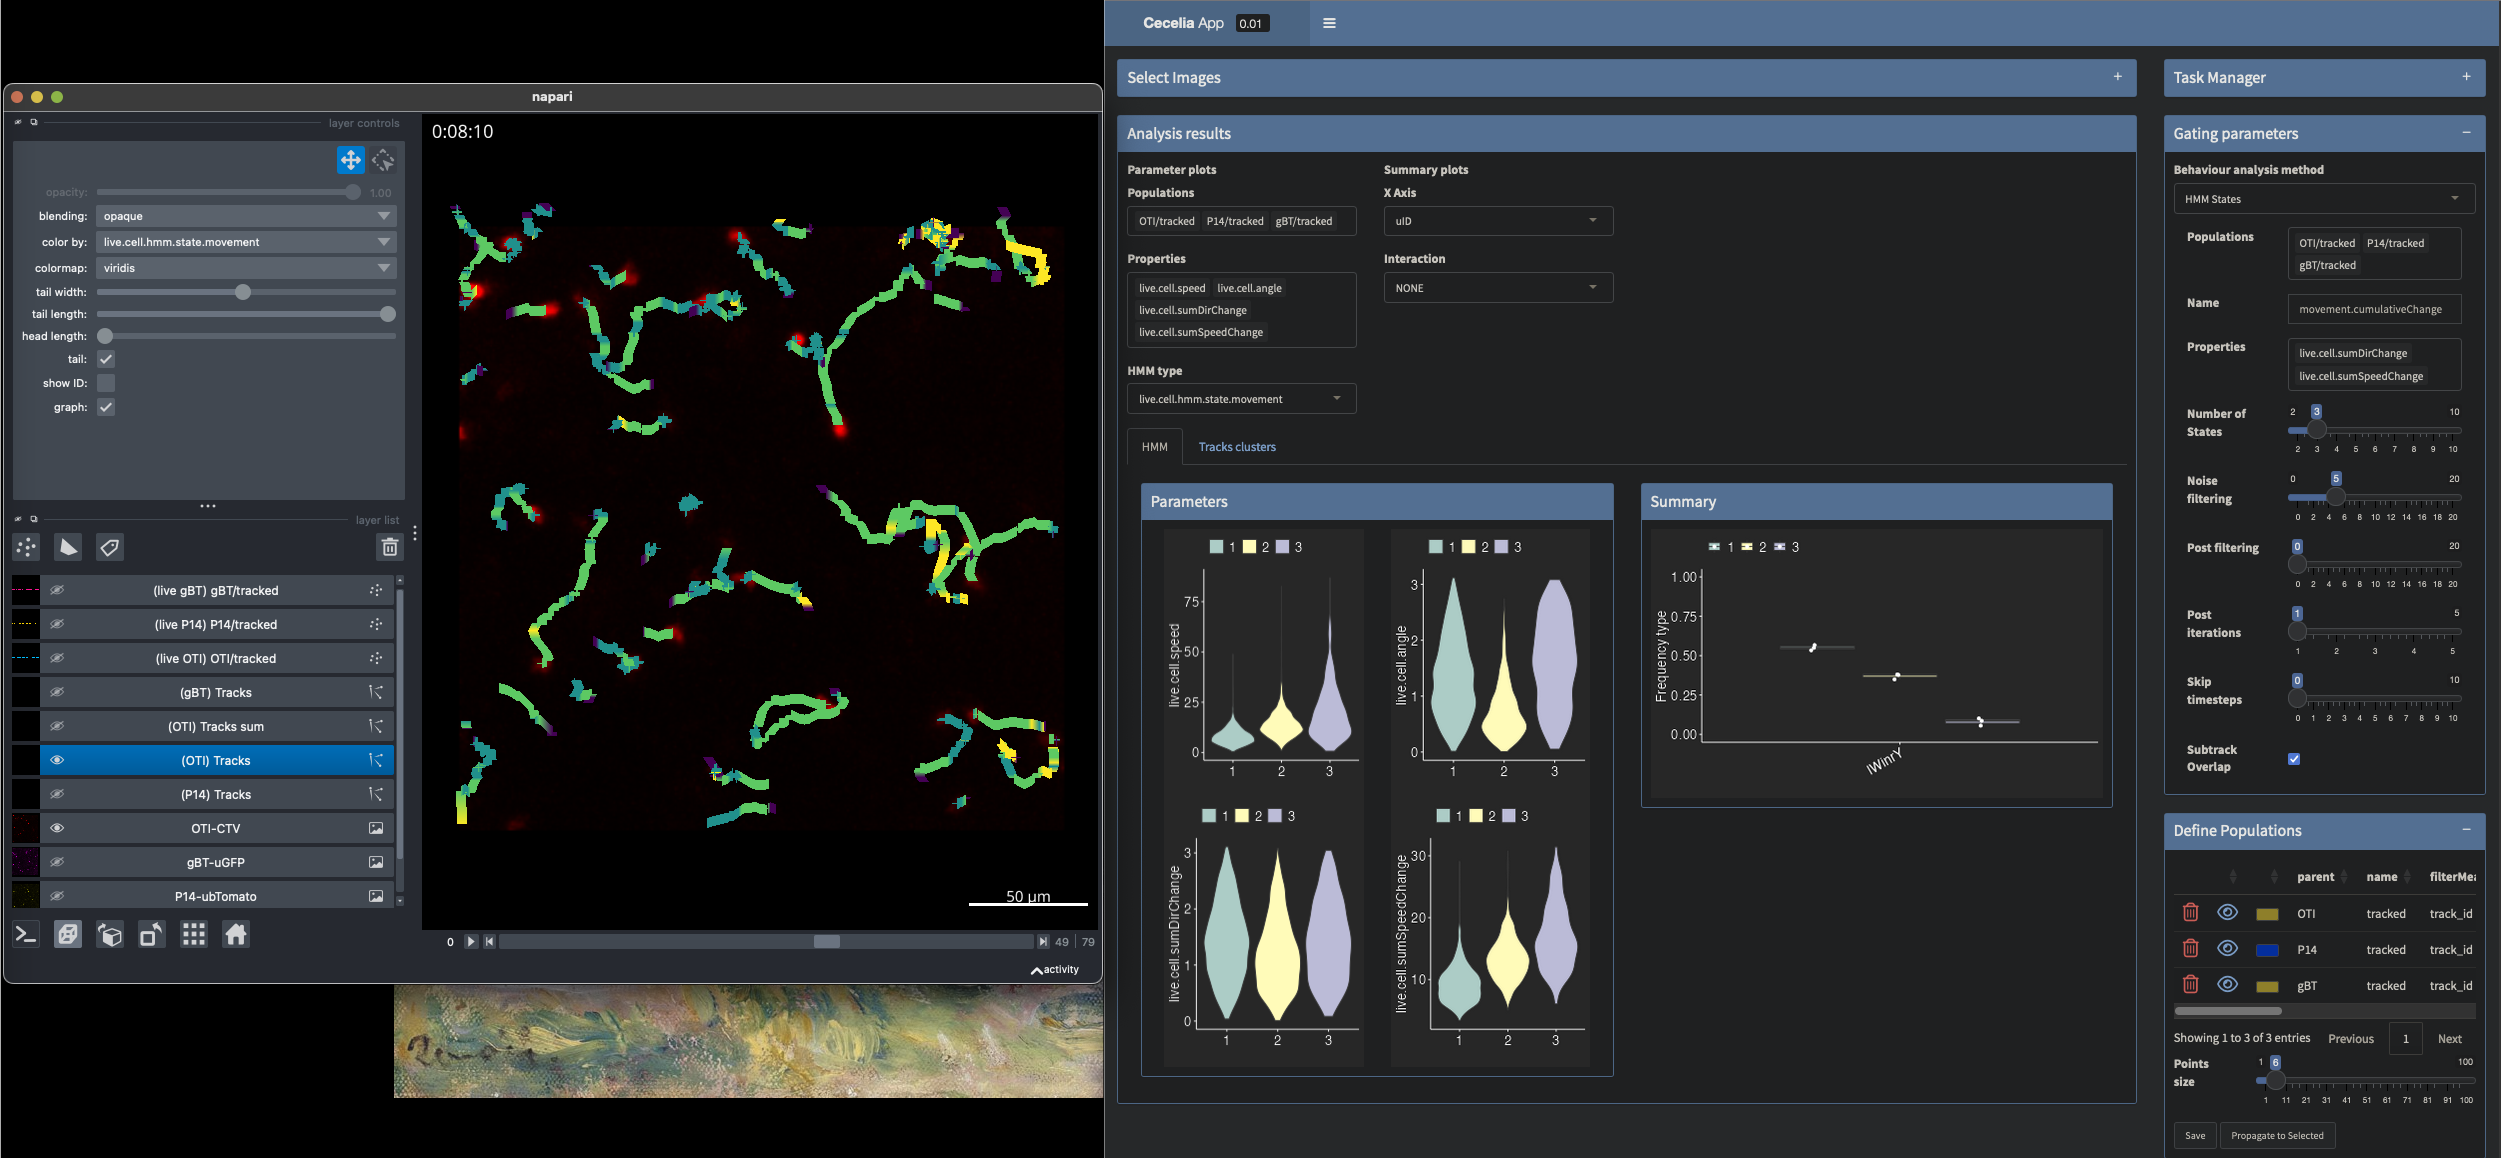 napari
layer controls
opacity: 1.00
blending: opaque
color by: live.cell.hmm.state.movement
colormap: viridis
tail width:
tail length:
head length:
tail:
show ID:
graph:
layer list
(live gBT) gBT/tracked
(live P14) P14/tracked
(live OTI) OTI/tracked
(gBT) Tracks
(OTI) Tracks sum
(OTI) Tracks
(P14) Tracks
OTI-CTV
gBT-uGFP
P14-ubTomato
0:08:10
50 µm
0 49 79
activity
Cecelia App 0.01
Select Images +
Analysis results
Parameter plots
Populations
OTI/tracked P14/tracked gBT/tracked
Properties
live.cell.speed live.cell.angle
live.cell.sumDirChange
live.cell.sumSpeedChange
HMM type
live.cell.hmm.state.movement
Summary plots
X Axis
uID
Interaction
NONE
HMM Tracks clusters
Parameters
1 2 3
live.cell.speed
75
50
25
0
1 2 3
1 2 3
live.cell.angle
3
2
1
0
1 2 3
1 2 3
live.cell.sumDirChange
3
2
1
0
1 2 3
1 2 3
live.cell.sumSpeedChange
30
20
10
1 2 3
Summary
1 2 3
Frequency type
1.00
0.75
0.50
0.25
0.00
Task Manager +
Gating parameters −
Behaviour analysis method
HMM States
Populations
OTI/tracked P14/tracked
gBT/tracked
Name
movement.cumulativeChange
Properties
live.cell.sumDirChange
live.cell.sumSpeedChange
Number of
States
2 3 10
2 3 4 5 6 7 8 9 10
Noise
filtering
0 5 20
0 2 4 6 8 10 12 14 16 18 20
Post filtering
0 20
0 2 4 6 8 10 12 14 16 18 20
Post
iterations
1 5
1 2 3 4 5
Skip
timesteps
0 10
0 1 2 3 4 5 6 7 8 9 10
Subtrack
Overlap
Define Populations −
parent name filterMea
OTI tracked track_id
P14 tracked track_id
gBT tracked track_id
Showing 1 to 3 of 3 entries Previous 1 Next
Points
size
1 6 100
1 11 21 31 41 51 61 71 81 91 100
Save Propagate to Selected